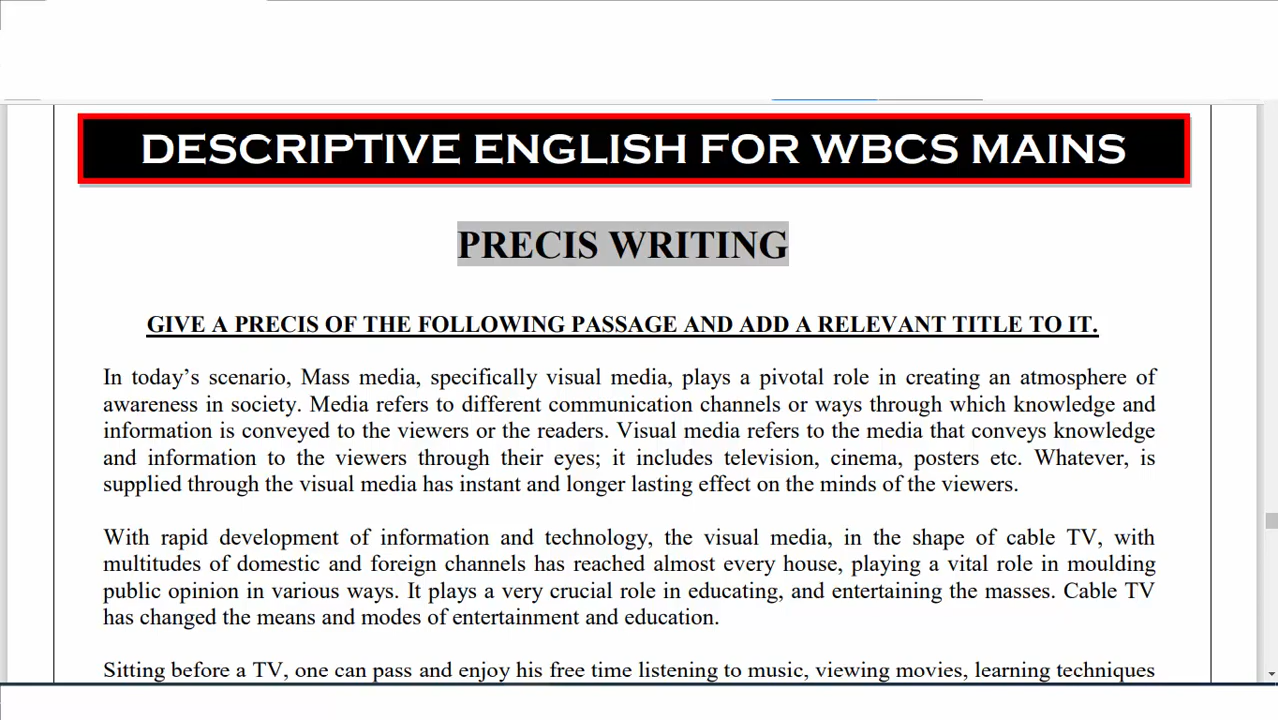 DESCRIPTIVE ENGLISH FOR WBCS MAINS
PRECIS WRITING
GIVE A PRECIS OF THE FOLLOWING PASSAGE AND ADD A RELEVANT TITLE TO IT.
In today’s scenario, Mass media, specifically visual media, plays a pivotal role in creating an atmosphere of
awareness in society. Media refers to different communication channels or ways through which knowledge and
information is conveyed to the viewers or the readers. Visual media refers to the media that conveys knowledge
and information to the viewers through their eyes; it includes television, cinema, posters etc. Whatever, is
supplied through the visual media has instant and longer lasting effect on the minds of the viewers.
With rapid development of information and technology, the visual media, in the shape of cable TV, with
multitudes of domestic and foreign channels has reached almost every house, playing a vital role in moulding
public opinion in various ways. It plays a very crucial role in educating, and entertaining the masses. Cable TV
has changed the means and modes of entertainment and education.
Sitting before a TV, one can pass and enjoy his free time listening to music, viewing movies, learning techniques